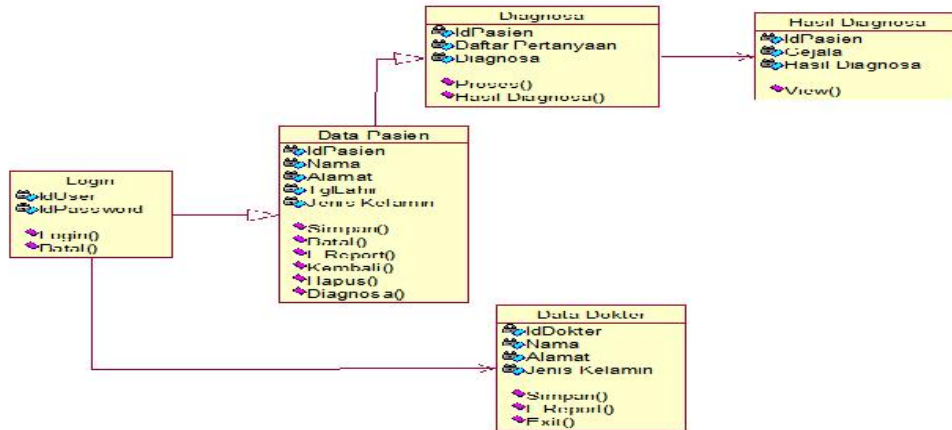 Login
IdUser
IdPassword
Login()
Batal()
Data Pasien
IdPasien
Nama
Alamat
TglLahir
Jenis Kelamin
Simpan()
Batal()
L Report()
Kembali()
Hapus()
Diagnosa()
Diagnosa
IdPasien
Daftar Pertanyaan
Diagnosa
Proses()
Hasil Diagnosa()
Hasil Diagnosa
IdPasien
Gejala
Hasil Diagnosa
View()
Data Dokter
IdDokter
Nama
Alamat
Jenis Kelamin
Simpan()
L Report()
Exit()